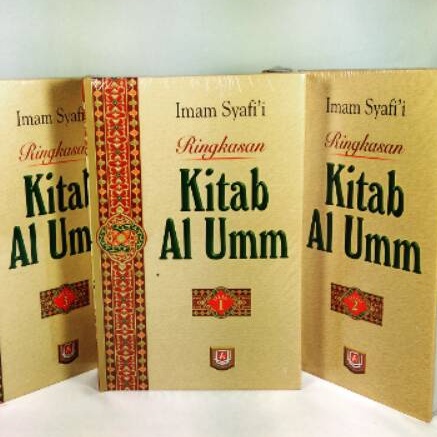 Imam Syafi'i
Ringkasan
Kitab
Al Umm
3
Imam Syafi'i
Ringkasan
Kitab
Al Umm
1
Imam Syafi'i
Ringkasan
Kitab
Al Umm
2